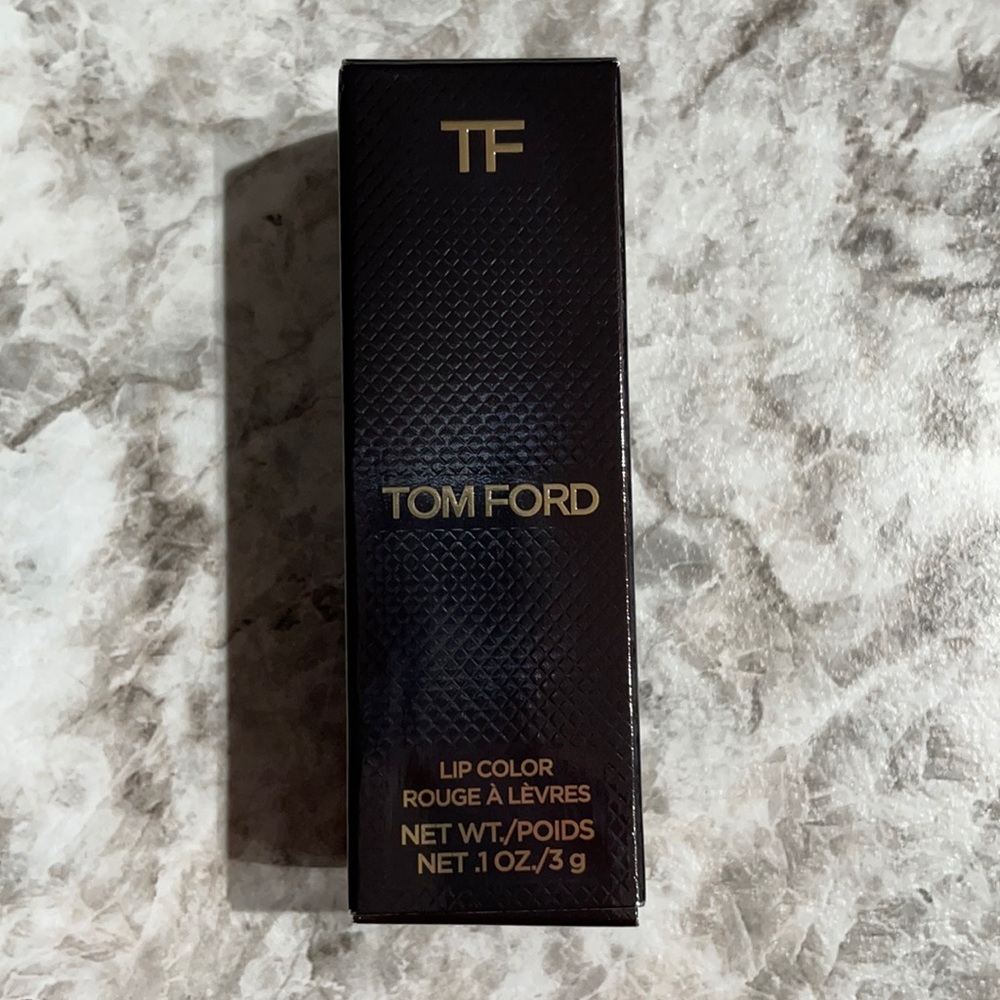 TF
TOM FORD
LIP COLOR
ROUGE À LÈVRES
NET WT./POIDS
NET .1 OZ./3 g